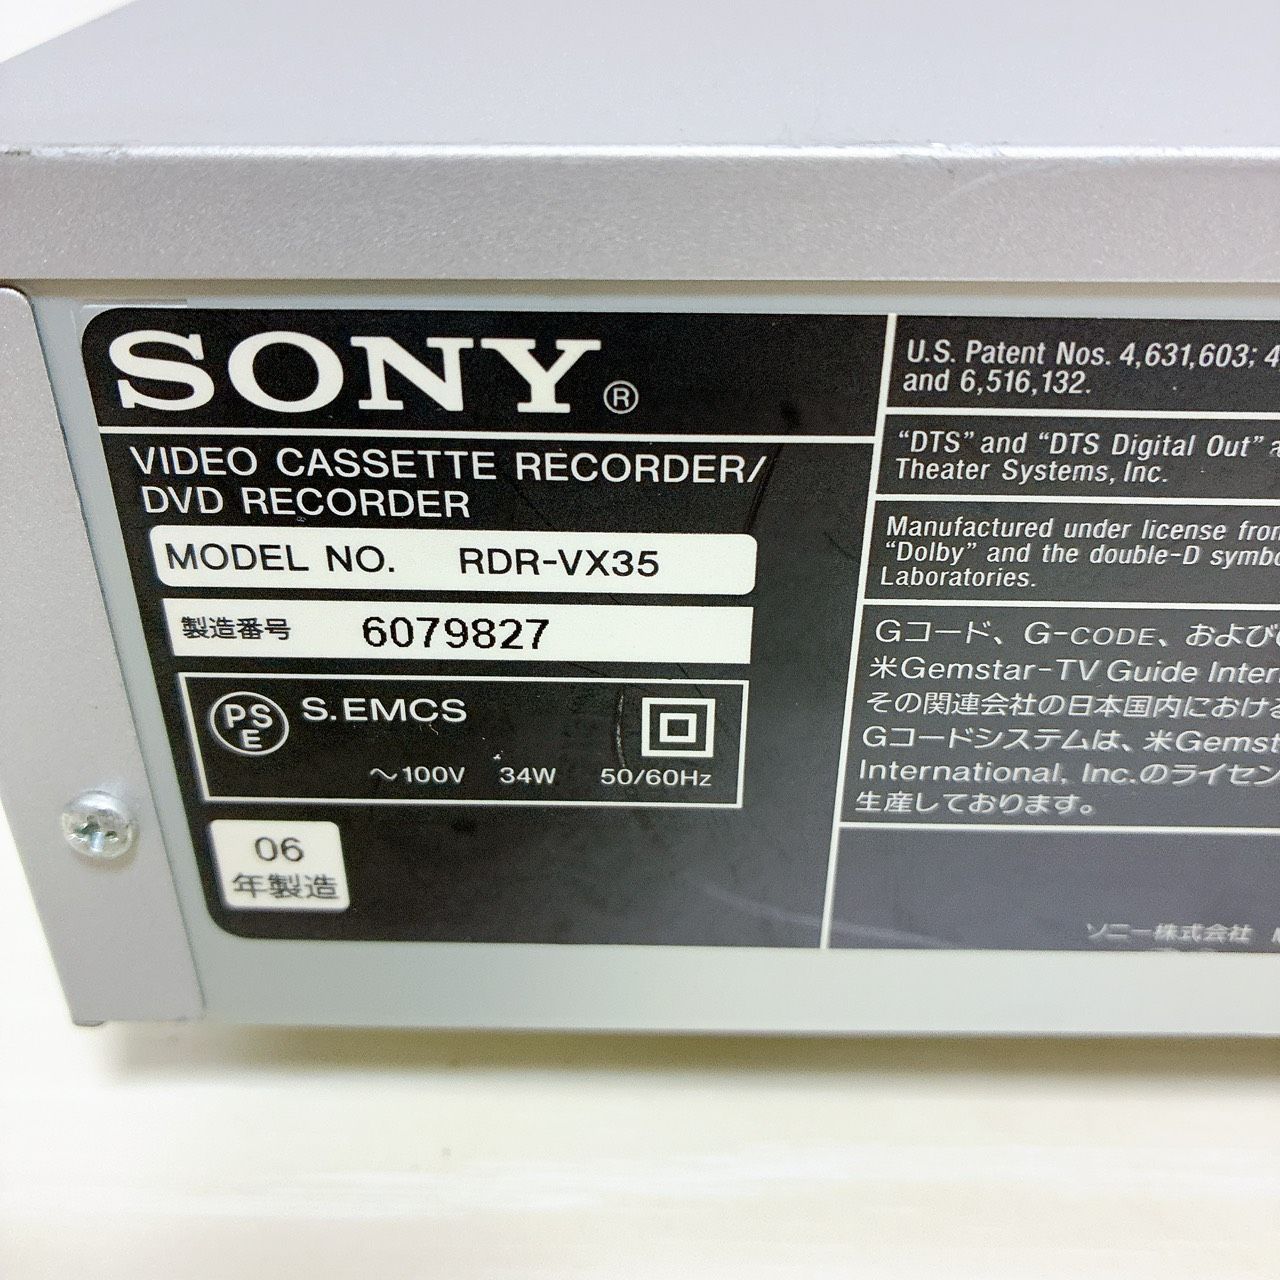 SONY®
VIDEO CASSETTE RECORDER/
DVD RECORDER
MODEL NO. RDR-VX35
製造番号 6079827
PSE S.EMCS
～100V 34W 50/60Hz
06
年製造
U.S. Patent Nos. 4,631,603; 4
and 6,516,132.
“DTS” and “DTS Digital Out”
Theater Systems, Inc.
Manufactured under license from
“Dolby” and the double-D symbo
Laboratories.
Gコード、G-CODE、および
米Gemstar-TV Guide Intern
その関連会社の日本国内における
Gコードシステムは、米Gemst
International, Inc.のライセン
生産しております。
ソニー株式会社